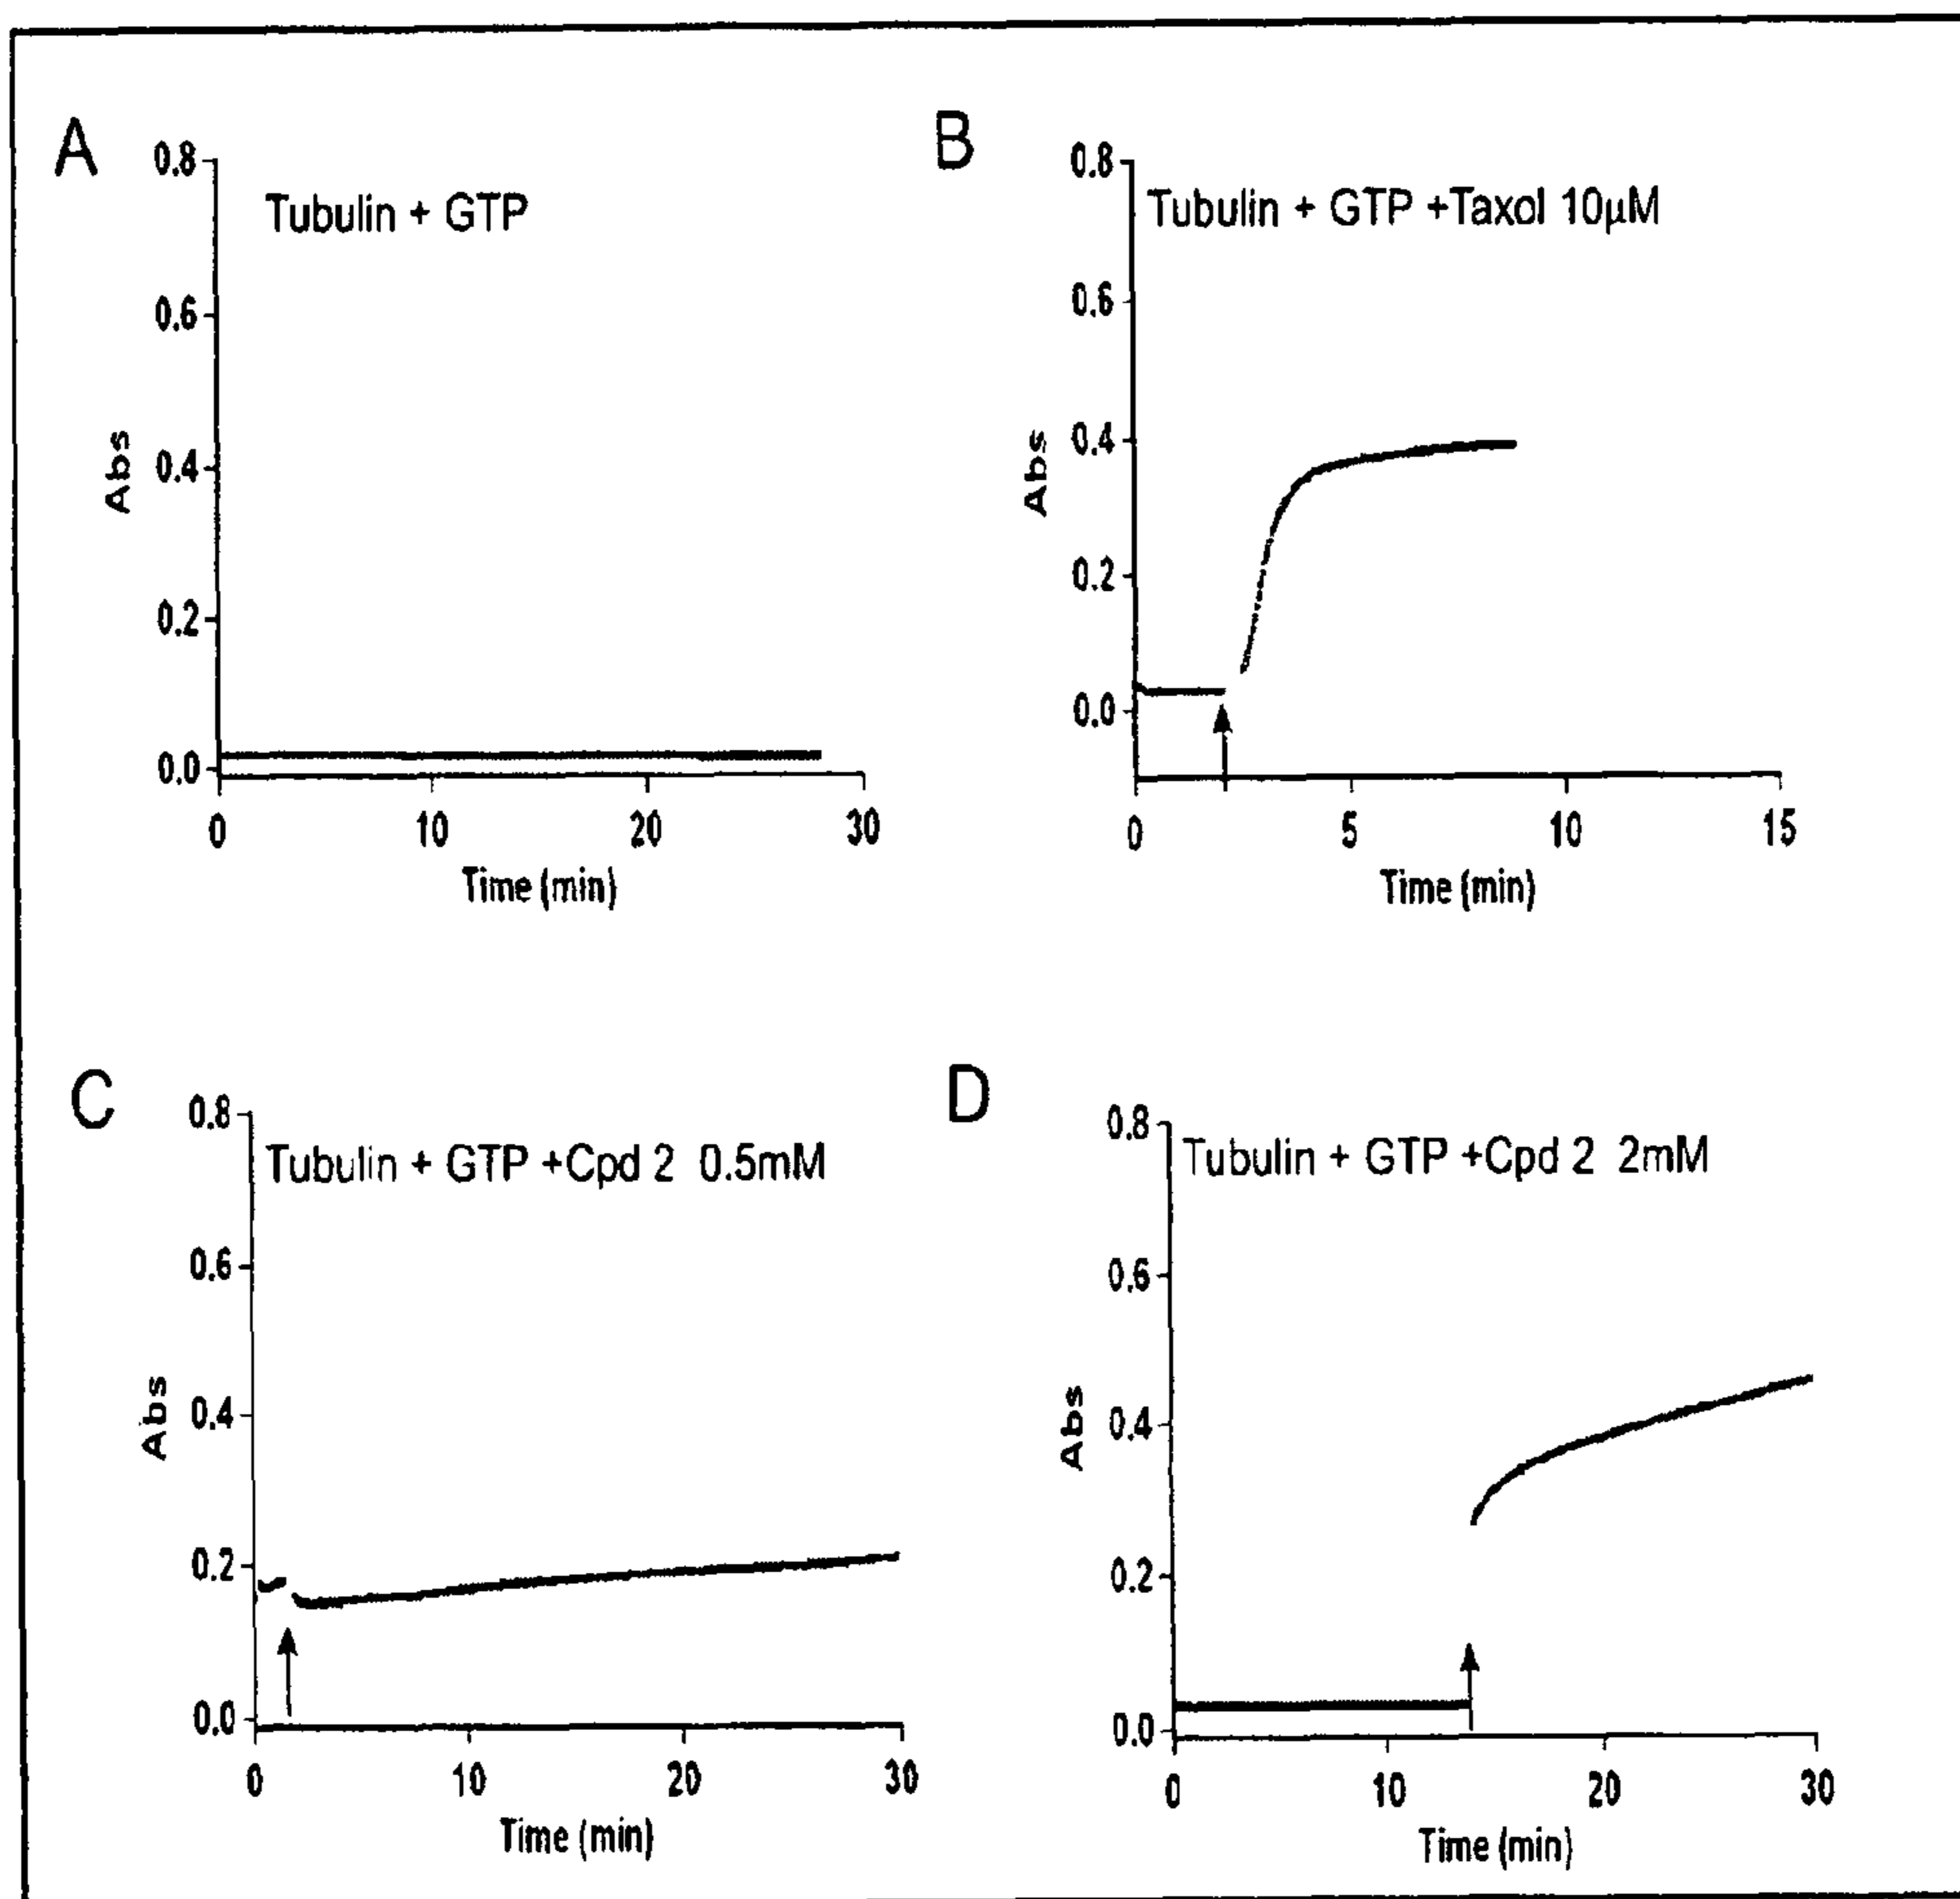 A
0.8
Tubulin + GTP
0.6
Abs
0.4
0.2
0.0
0
10
20
30
Time (min)
B
0.8
Tubulin + GTP +Taxol 10μM
0.6
Abs
0.4
0.2
0.0
0
5
10
15
Time (min)
C
0.8
Tubulin + GTP +Cpd 2 0.5mM
0.6
Abs
0.4
0.2
0.0
0
10
20
30
Time (min)
D
0.8
Tubulin + GTP +Cpd 2 2mM
0.6
Abs
0.4
0.2
0.0
0
10
20
30
Time (min)